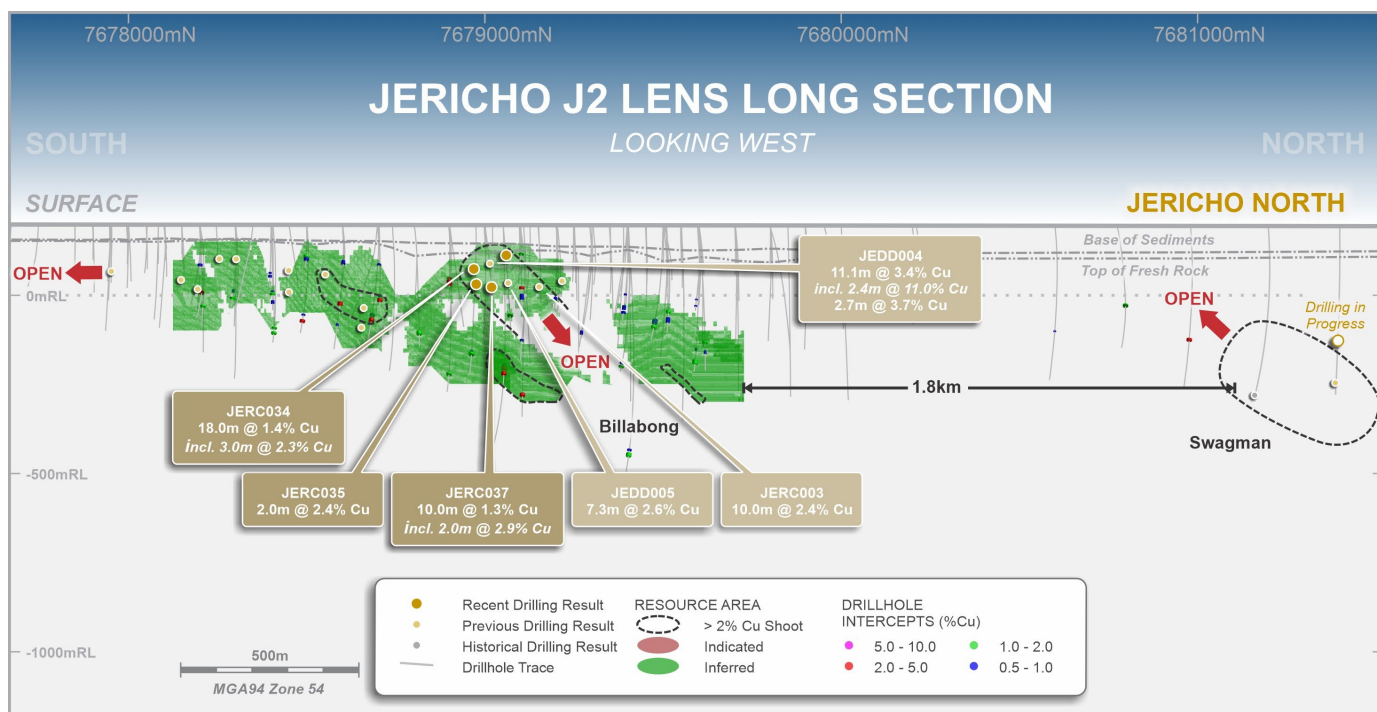 7678000mN
7679000mN
7680000mN
7681000mN
JERICHO J2 LENS LONG SECTION
LOOKING WEST
SOUTH
NORTH
SURFACE
JERICHO NORTH
Base of Sediments
Top of Fresh Rock
OPEN
0mRL
JEDD004
11.1m @ 3.4% Cu
incl. 2.4m @ 11.0% Cu
2.7m @ 3.7% Cu
OPEN
Drilling in
Progress
OPEN
1.8km
JERC034
18.0m @ 1.4% Cu
incl. 3.0m @ 2.3% Cu
Billabong
Swagman
-500mRL
JERC035
2.0m @ 2.4% Cu
JERC037
10.0m @ 1.3% Cu
incl. 2.0m @ 2.9% Cu
JEDD005
7.3m @ 2.6% Cu
JERC003
10.0m @ 2.4% Cu
Recent Drilling Result
Previous Drilling Result
Historical Drilling Result
Drillhole Trace
RESOURCE AREA
> 2% Cu Shoot
Indicated
Inferred
DRILLHOLE
INTERCEPTS (%Cu)
5.0 - 10.0
2.0 - 5.0
1.0 - 2.0
0.5 - 1.0
-1000mRL
500m
MGA94 Zone 54